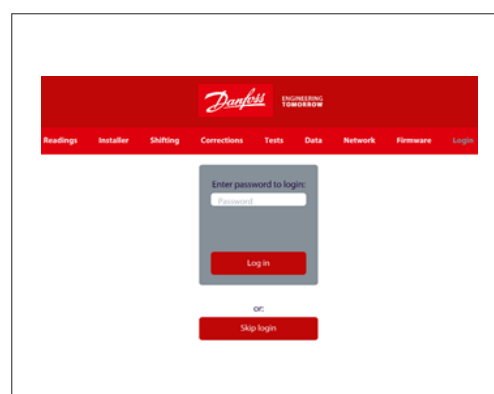 Danfoss
ENGINEERING
TOMORROW
Readings Installer Shifting Corrections Tests Data Network Firmware Login
Enter password to login:
Password
Log in
or:
Skip login